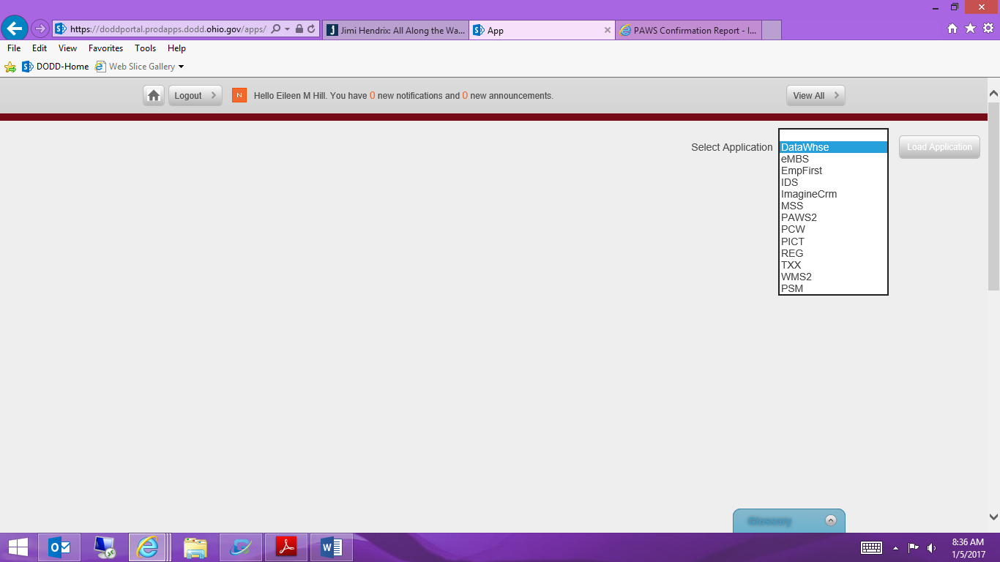 https://doddportal.prodapps.dodd.ohio.gov/apps/
Jimi Hendrix: All Along the Wa...
App
PAWS Confirmation Report - I...
File Edit View Favorites Tools Help
DODD-Home Web Slice Gallery
Logout
N
Hello Eileen M Hill. You have 0 new notifications and 0 new announcements.
View All
Select Application
DataWhse
eMBS
EmpFirst
IDS
ImagineCrm
MSS
PAWS2
PCW
PICT
REG
TXX
WMS2
PSM
Load Application
Glossary
8:36 AM
1/5/2017